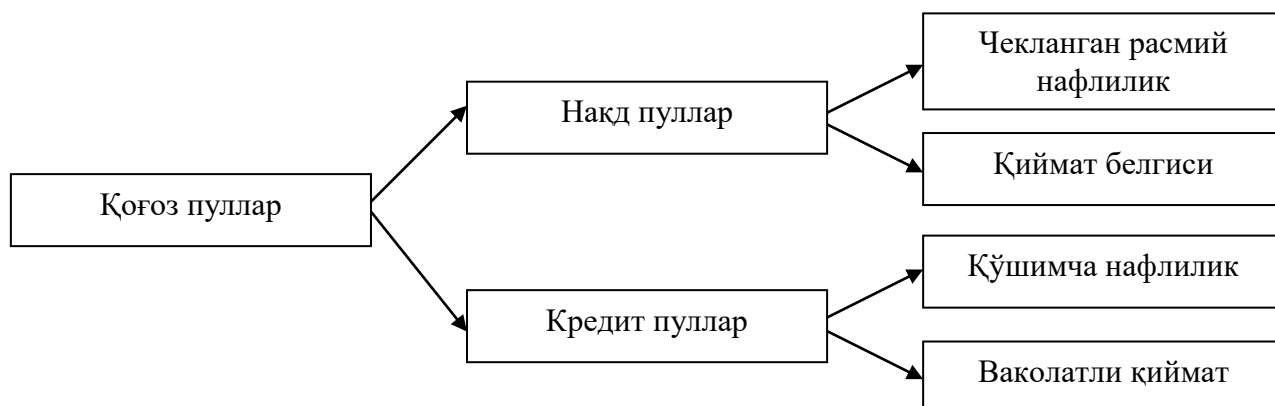 Қоғоз пуллар
Нақд пуллар
Чекланган расмий
нафлилик
Қиймат белгиси
Кредит пуллар
Қўшимча нафлилик
Ваколатли қиймат